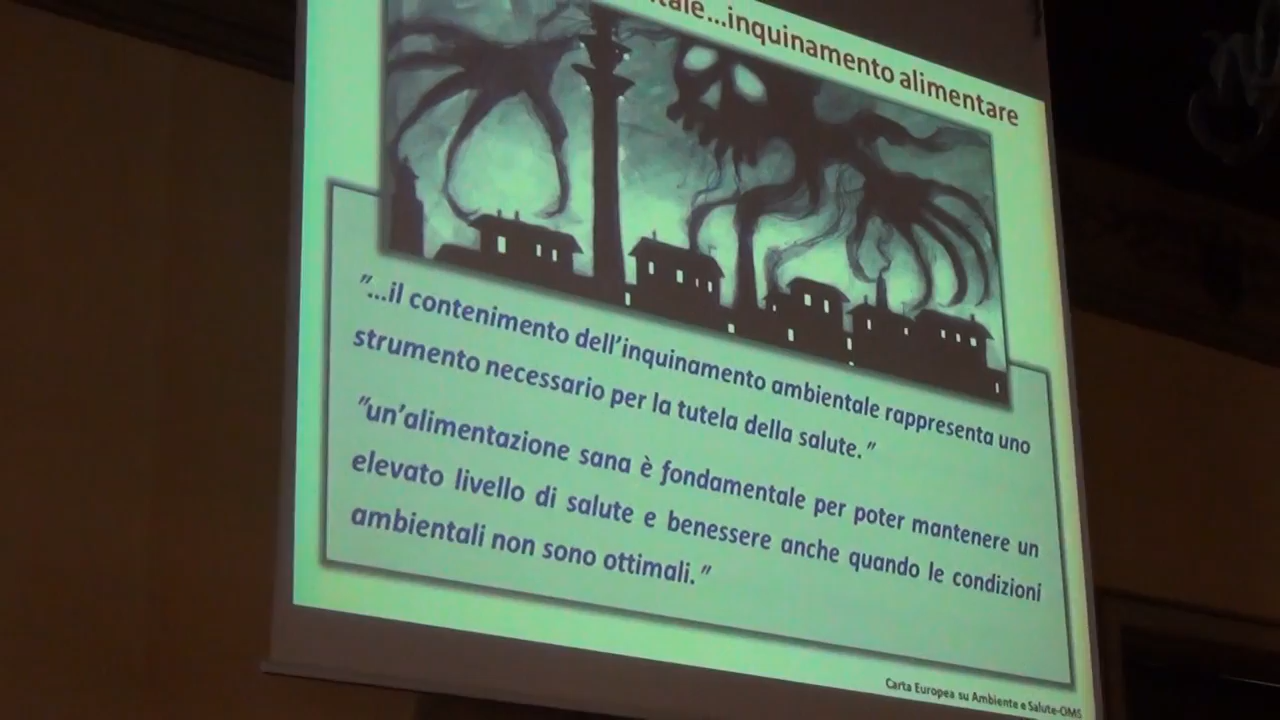 ...inquinamento alimentare
"...il contenimento dell'inquinamento ambientale rappresenta uno
strumento necessario per la tutela della salute."
"un'alimentazione sana è fondamentale per poter mantenere un
elevato livello di salute e benessere anche quando le condizioni
ambientali non sono ottimali."
Carta Europea su Ambiente e Salute-OMS